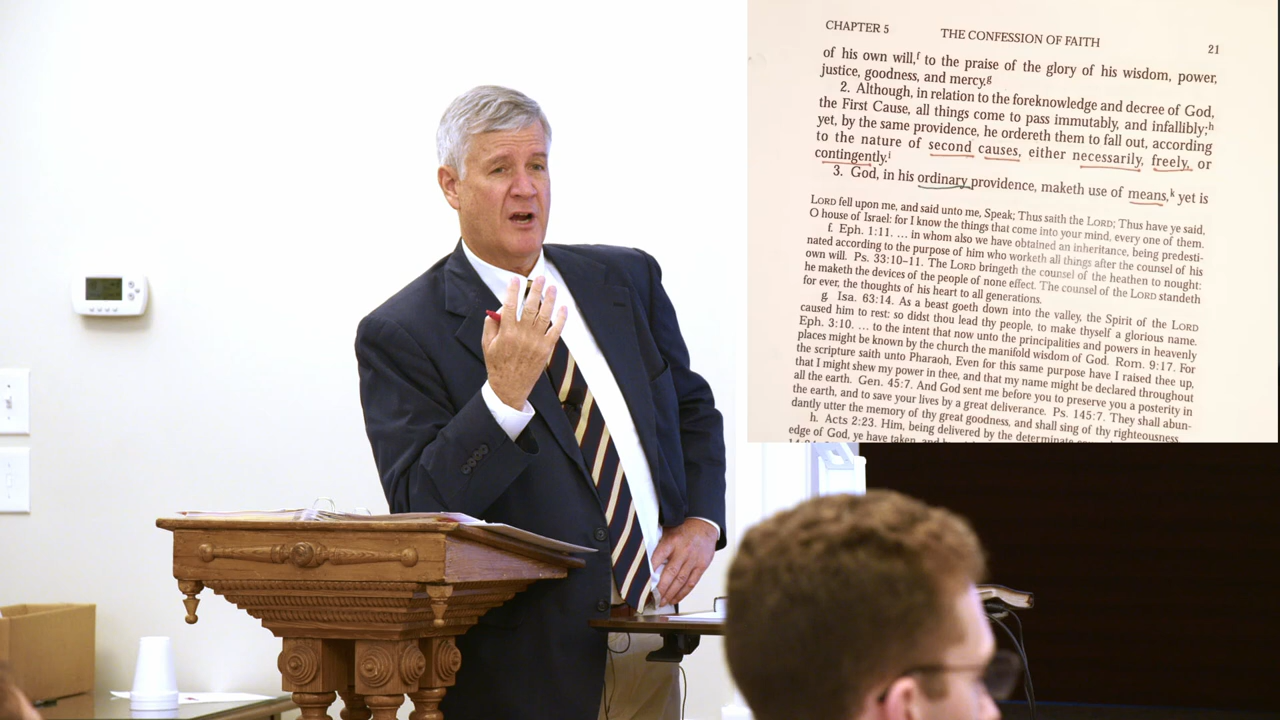 CHAPTER 5 THE CONFESSION OF FAITH 21
of his own will,f to the praise of the glory of his wisdom, power,
justice, goodness, and mercy.g
2. Although, in relation to the foreknowledge and decree of God,
the First Cause, all things come to pass immutably, and infallibly;h
yet, by the same providence, he ordereth them to fall out, according
to the nature of second causes, either necessarily, freely, or
contingently.i
3. God, in his ordinary providence, maketh use of means,k yet is
LORD fell upon me, and said unto me, Speak; Thus saith the LORD; Thus have ye said,
O house of Israel: for I know the things that come into your mind, every one of them.
f. Eph. 1:11. ... in whom also we have obtained an inheritance, being predesti-
nated according to the purpose of him who worketh all things after the counsel of his
own will. Ps. 33:10–11. The LORD bringeth the counsel of the heathen to nought:
he maketh the devices of the people of none effect. The counsel of the LORD standeth
for ever, the thoughts of his heart to all generations.
g. Isa. 63:14. As a beast goeth down into the valley, the Spirit of the LORD
caused him to rest: so didst thou lead thy people, to make thyself a glorious name.
Eph. 3:10. ... to the intent that now unto the principalities and powers in heavenly
places might be known by the church the manifold wisdom of God. Rom. 9:17. For
the scripture saith unto Pharaoh, Even for this same purpose have I raised thee up,
that I might shew my power in thee, and that my name might be declared throughout
all the earth. Gen. 45:7. And God sent me before you to preserve you a posterity in
the earth, and to save your lives by a great deliverance. Ps. 145:7. They shall abun-
dantly utter the memory of thy great goodness, and shall sing of thy righteousness.
h. Acts 2:23. Him, being delivered by the determinate
edge of God, ye have taken, and